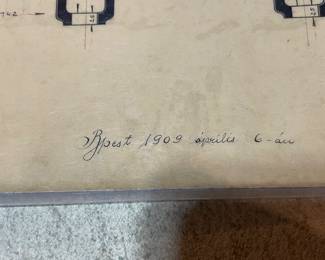 Bpest 1909 április 6-án